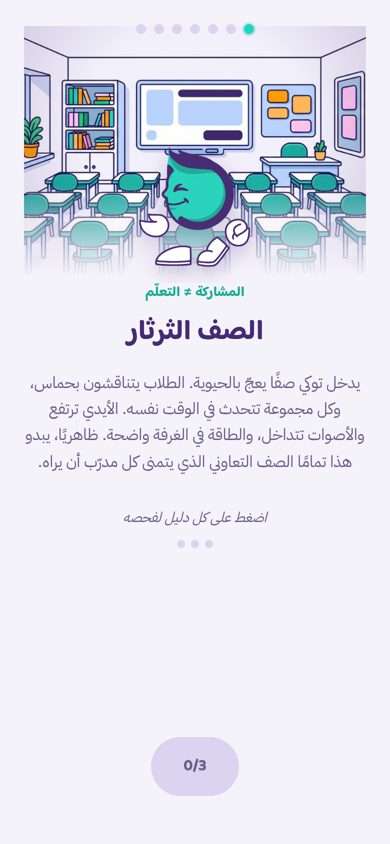 المشاركة ≠ التعلّم
الصف الثرثار
يدخل توكي صفًا يعجّ بالحيوية. الطلاب يتناقشون بحماس،
وكل مجموعة تتحدث في الوقت نفسه. الأيدي ترتفع
والأصوات تتداخل، والطاقة في الغرفة واضحة. ظاهريًا، يبدو
هذا تمامًا الصف التعاوني الذي يتمنى كل مدرّب أن يراه.
اضغط على كل دليل لفحصه
0/3